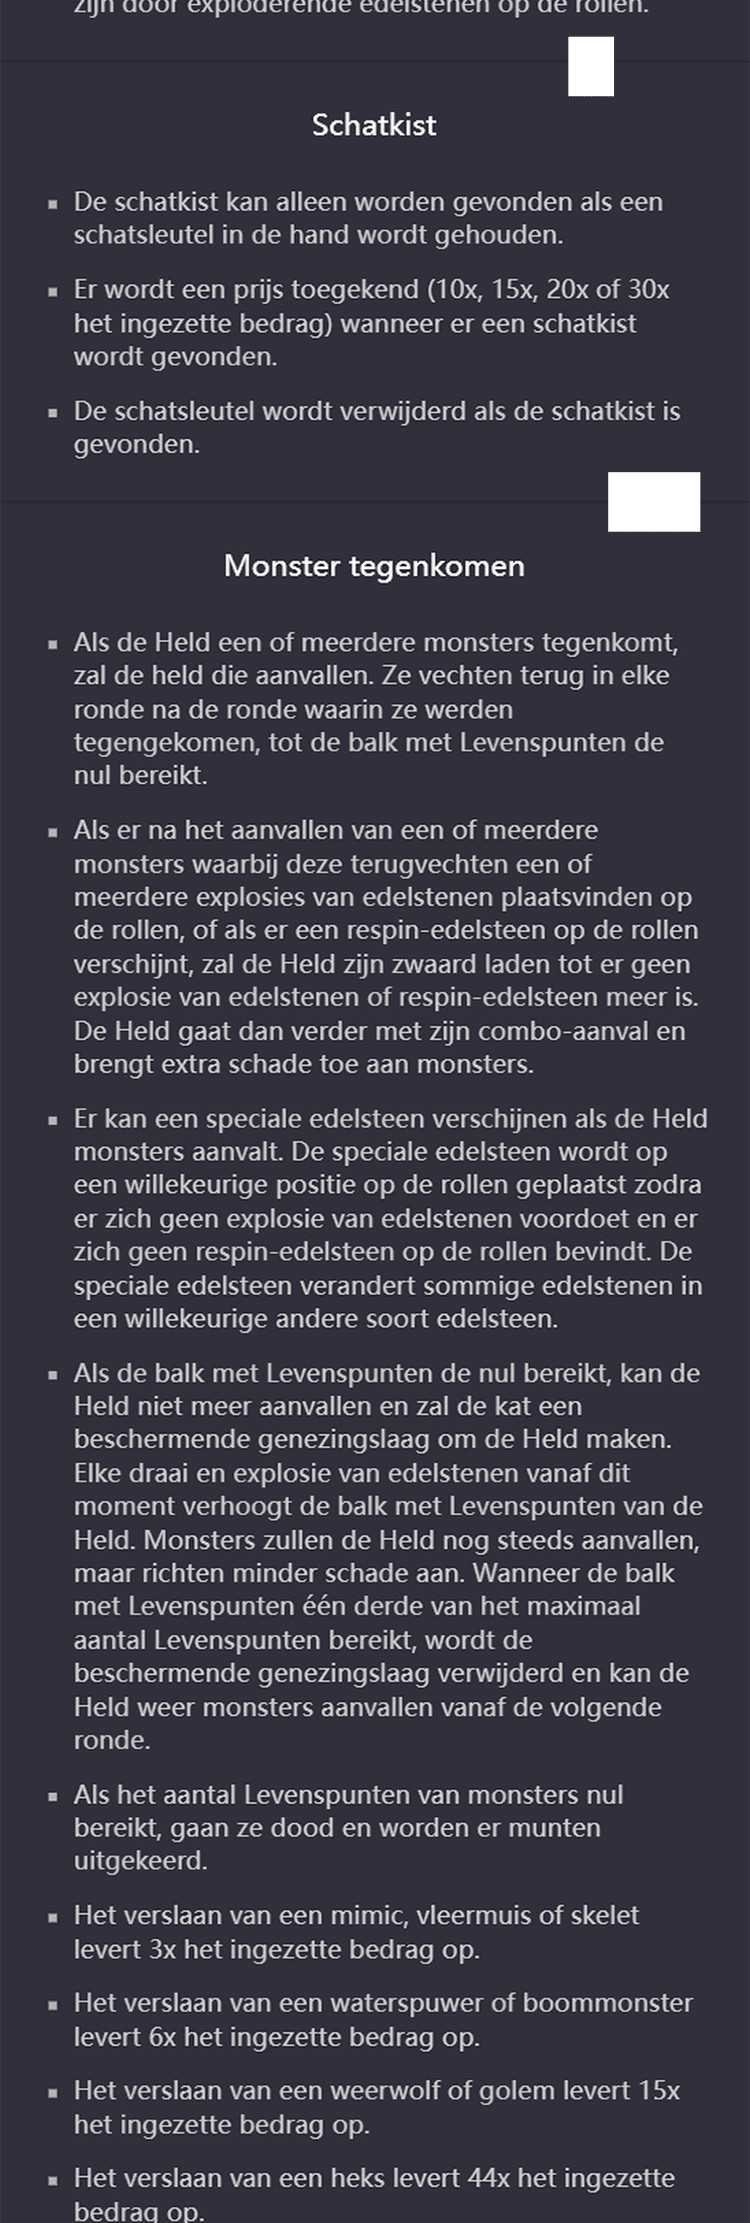 zijn door exploderende edelstenen op de rollen.
Schatkist
▪ De schatkist kan alleen worden gevonden als een
schatsleutel in de hand wordt gehouden.
▪ Er wordt een prijs toegekend (10x, 15x, 20x of 30x
het ingezette bedrag) wanneer er een schatkist
wordt gevonden.
▪ De schatsleutel wordt verwijderd als de schatkist is
gevonden.
Monster tegenkomen
▪ Als de Held een of meerdere monsters tegenkomt,
zal de held die aanvallen. Ze vechten terug in elke
ronde na de ronde waarin ze werden
tegengekomen, tot de balk met Levenspunten de
nul bereikt.
▪ Als er na het aanvallen van een of meerdere
monsters waarbij deze terugvechten een of
meerdere explosies van edelstenen plaatsvinden op
de rollen, of als er een respin-edelsteen op de rollen
verschijnt, zal de Held zijn zwaard laden tot er geen
explosie van edelstenen of respin-edelsteen meer is.
De Held gaat dan verder met zijn combo-aanval en
brengt extra schade toe aan monsters.
▪ Er kan een speciale edelsteen verschijnen als de Held
monsters aanvalt. De speciale edelsteen wordt op
een willekeurige positie op de rollen geplaatst zodra
er zich geen explosie van edelstenen voordoet en er
zich geen respin-edelsteen op de rollen bevindt. De
speciale edelsteen verandert sommige edelstenen in
een willekeurige andere soort edelsteen.
▪ Als de balk met Levenspunten de nul bereikt, kan de
Held niet meer aanvallen en zal de kat een
beschermende genezingslaag om de Held maken.
Elke draai en explosie van edelstenen vanaf dit
moment verhoogt de balk met Levenspunten van de
Held. Monsters zullen de Held nog steeds aanvallen,
maar richten minder schade aan. Wanneer de balk
met Levenspunten één derde van het maximaal
aantal Levenspunten bereikt, wordt de
beschermende genezingslaag verwijderd en kan de
Held weer monsters aanvallen vanaf de volgende
ronde.
▪ Als het aantal Levenspunten van monsters nul
bereikt, gaan ze dood en worden er munten
uitgekeerd.
▪ Het verslaan van een mimic, vleermuis of skelet
levert 3x het ingezette bedrag op.
▪ Het verslaan van een waterspuwer of boommonster
levert 6x het ingezette bedrag op.
▪ Het verslaan van een weerwolf of golem levert 15x
het ingezette bedrag op.
▪ Het verslaan van een heks levert 44x het ingezette
bedrag op.